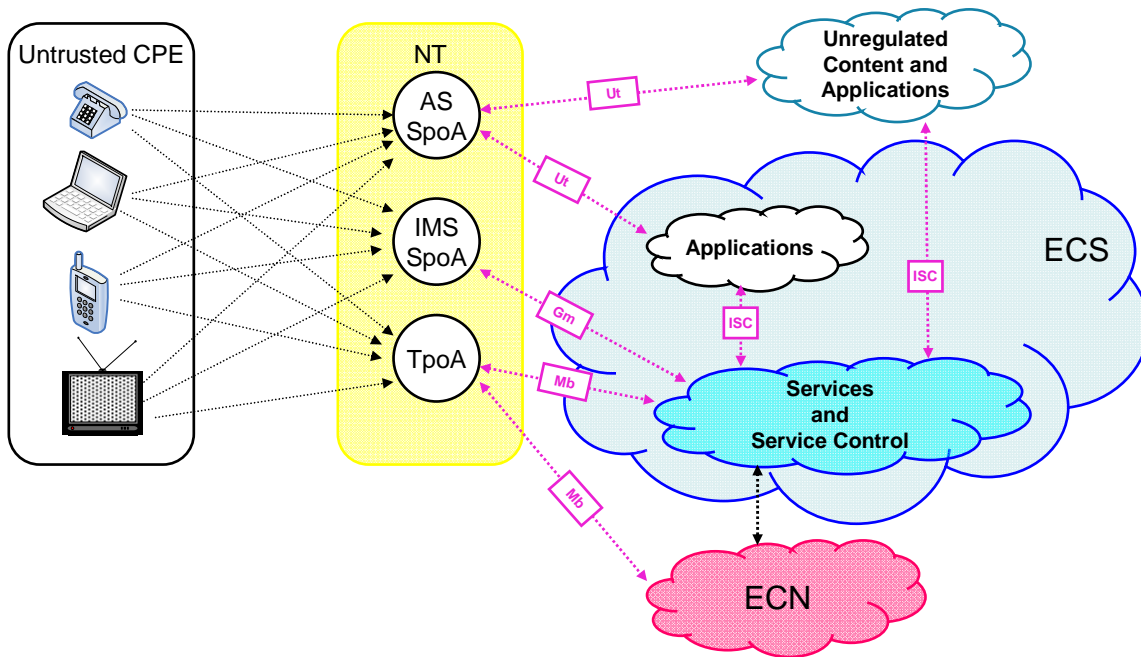 Untrusted CPE
NT
AS
SpoA
IMS
SpoA
TpoA
Ut
Ut
Gm
Mb
Mb
Unregulated
Content and
Applications
Applications
ISC
ISC
ECS
Services
and
Service Control
ECN